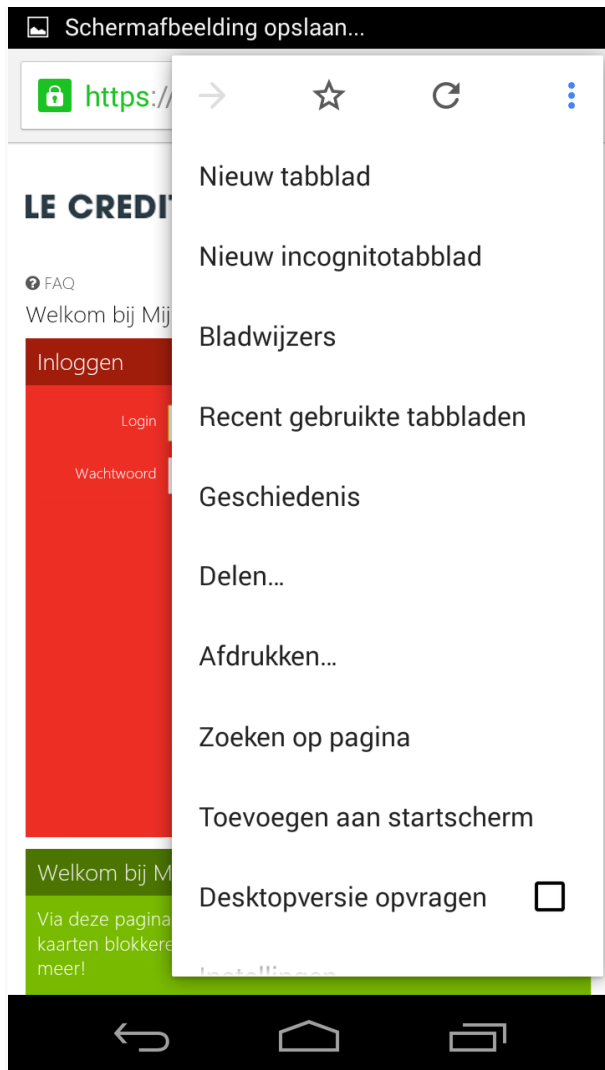 Schermafbeelding opslaan...
https://
LE CREDI
Nieuw tabblad
Nieuw incognitotabblad
FAQ
Welkom bij Mij
Bladwijzers
Inloggen
Recent gebruikte tabbladen
Login
Wachtwoord
Geschiedenis
Delen...
Afdrukken...
Zoeken op pagina
Toevoegen aan startscherm
Welkom bij M
Desktopversie opvragen
Via deze pagina
kaarten blokkere
meer!
Instellingen